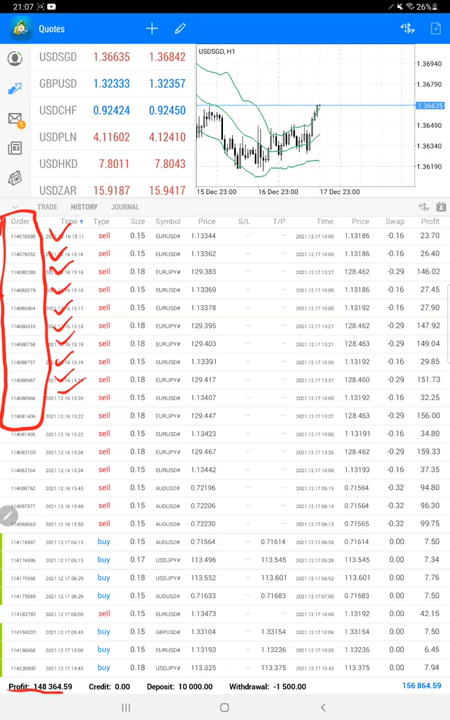 21:07 26%
Quotes
USDSGD 1.36635 1.36842
GBPUSD 1.32333 1.32357
USDCHF 0.92424 0.92450
USDPLN 4.11602 4.12410
USDHKD 7.8011 7.8043
USDZAR 15.9187 15.9417
USDSGD, H1
1.36940
1.36790
1.36635
1.36490
1.36340
1.36190
15 Dec 23:00 16 Dec 23:00 17 Dec 23:00
TRADE HISTORY JOURNAL
Order Time Type Size Symbol Price S/L T/P Time Price Swap Profit
sell 0.15 EURUSD# 1.13344 — — 2021.12.17 10:00 1.13186 -0.16 23.70
sell 0.15 EURUSD# 1.13362 — — 2021.12.17 10:00 1.13186 -0.16 26.40
sell 0.18 EURJPY# 129.383 — — 2021.12.17 13:27 128.462 -0.29 146.02
sell 0.15 EURUSD# 1.13369 — — 2021.12.17 10:00 1.13186 -0.16 27.45
sell 0.15 EURUSD# 1.13378 — — 2021.12.17 10:00 1.13192 -0.16 27.90
sell 0.18 EURJPY# 129.395 — — 2021.12.17 13:27 128.462 -0.29 147.92
sell 0.18 EURJPY# 129.403 — — 2021.12.17 13:27 128.462 -0.29 149.04
sell 0.15 EURUSD# 1.13391 — — 2021.12.17 10:00 1.13192 -0.16 29.85
sell 0.18 EURJPY# 129.417 — — 2021.12.17 13:27 128.460 -0.29 151.73
sell 0.15 EURUSD# 1.13407 — — 2021.12.17 10:00 1.13192 -0.16 32.25
sell 0.18 EURJPY# 129.447 — — 2021.12.17 13:27 128.463 -0.29 156.00
sell 0.15 EURUSD# 1.13423 — — 2021.12.17 10:00 1.13191 -0.16 34.80
sell 0.18 EURJPY# 129.467 — — 2021.12.17 13:26 128.460 -0.29 159.33
sell 0.15 EURUSD# 1.13442 — — 2021.12.17 10:00 1.13193 -0.16 37.35
sell 0.15 AUDUSD# 0.72196 — — 2021.12.17 06:15 0.71564 -0.32 94.80
sell 0.15 AUDUSD# 0.72206 — — 2021.12.17 06:15 0.71564 -0.32 96.30
sell 0.15 AUDUSD# 0.72230 — — 2021.12.17 06:15 0.71565 -0.32 99.75
buy 0.15 AUDUSD# 0.71564 — 0.71614 2021.12.17 06:28 0.71614 0.00 7.50
buy 0.17 USDJPY# 113.496 — 113.545 2021.12.17 06:28 113.545 0.00 7.34
buy 0.18 USDJPY# 113.552 — 113.601 2021.12.17 06:52 113.601 0.00 7.76
buy 0.15 AUDUSD# 0.71633 — 0.71683 2021.12.17 07:00 0.71683 0.00 7.50
sell 0.15 EURUSD# 1.13473 — — 2021.12.17 10:00 1.13192 0.00 42.15
buy 0.15 GBPUSD# 1.33104 — 1.33154 2021.12.17 10:06 1.33154 0.00 7.50
buy 0.15 EURUSD# 1.13193 — 1.13236 2021.12.17 10:22 1.13236 0.00 6.45
buy 0.18 USDJPY# 113.325 — 113.375 2021.12.17 15:42 113.375 0.00 7.94
Profit: 148 364.59 Credit: 0.00 Deposit: 10 000.00 Withdrawal: -1 500.00 156 864.59